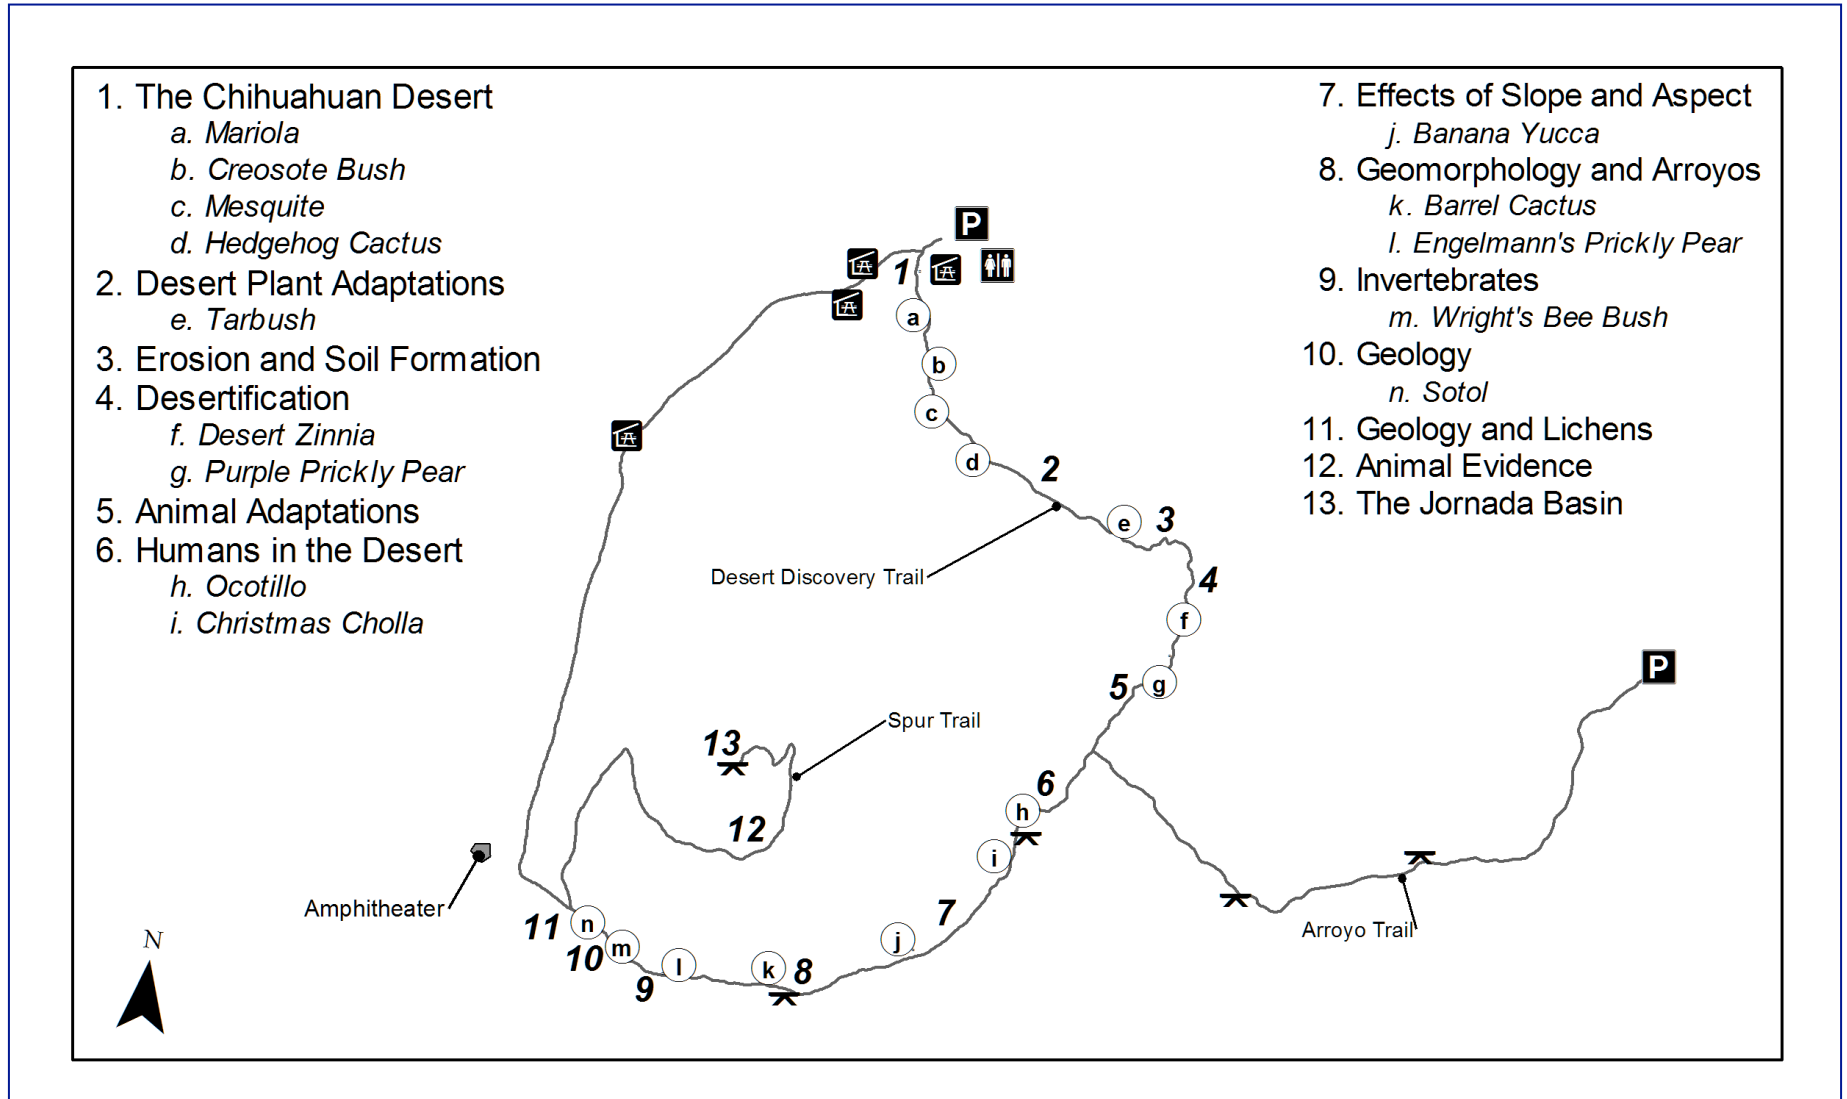 1. The Chihuahuan Desert
a. Mariola
b. Creosote Bush
c. Mesquite
d. Hedgehog Cactus
2. Desert Plant Adaptations
e. Tarbush
3. Erosion and Soil Formation
4. Desertification
f. Desert Zinnia
g. Purple Prickly Pear
5. Animal Adaptations
6. Humans in the Desert
h. Ocotillo
i. Christmas Cholla
7. Effects of Slope and Aspect
j. Banana Yucca
8. Geomorphology and Arroyos
k. Barrel Cactus
l. Engelmann's Prickly Pear
9. Invertebrates
m. Wright's Bee Bush
10. Geology
n. Sotol
11. Geology and Lichens
12. Animal Evidence
13. The Jornada Basin
P
1
a
b
c
d
2
e
3
Desert Discovery Trail
4
f
P
5
g
Spur Trail
13
6
h
12
i
Amphitheater
7
11
n
j
Arroyo Trail
N
10
m
l
k
8
9